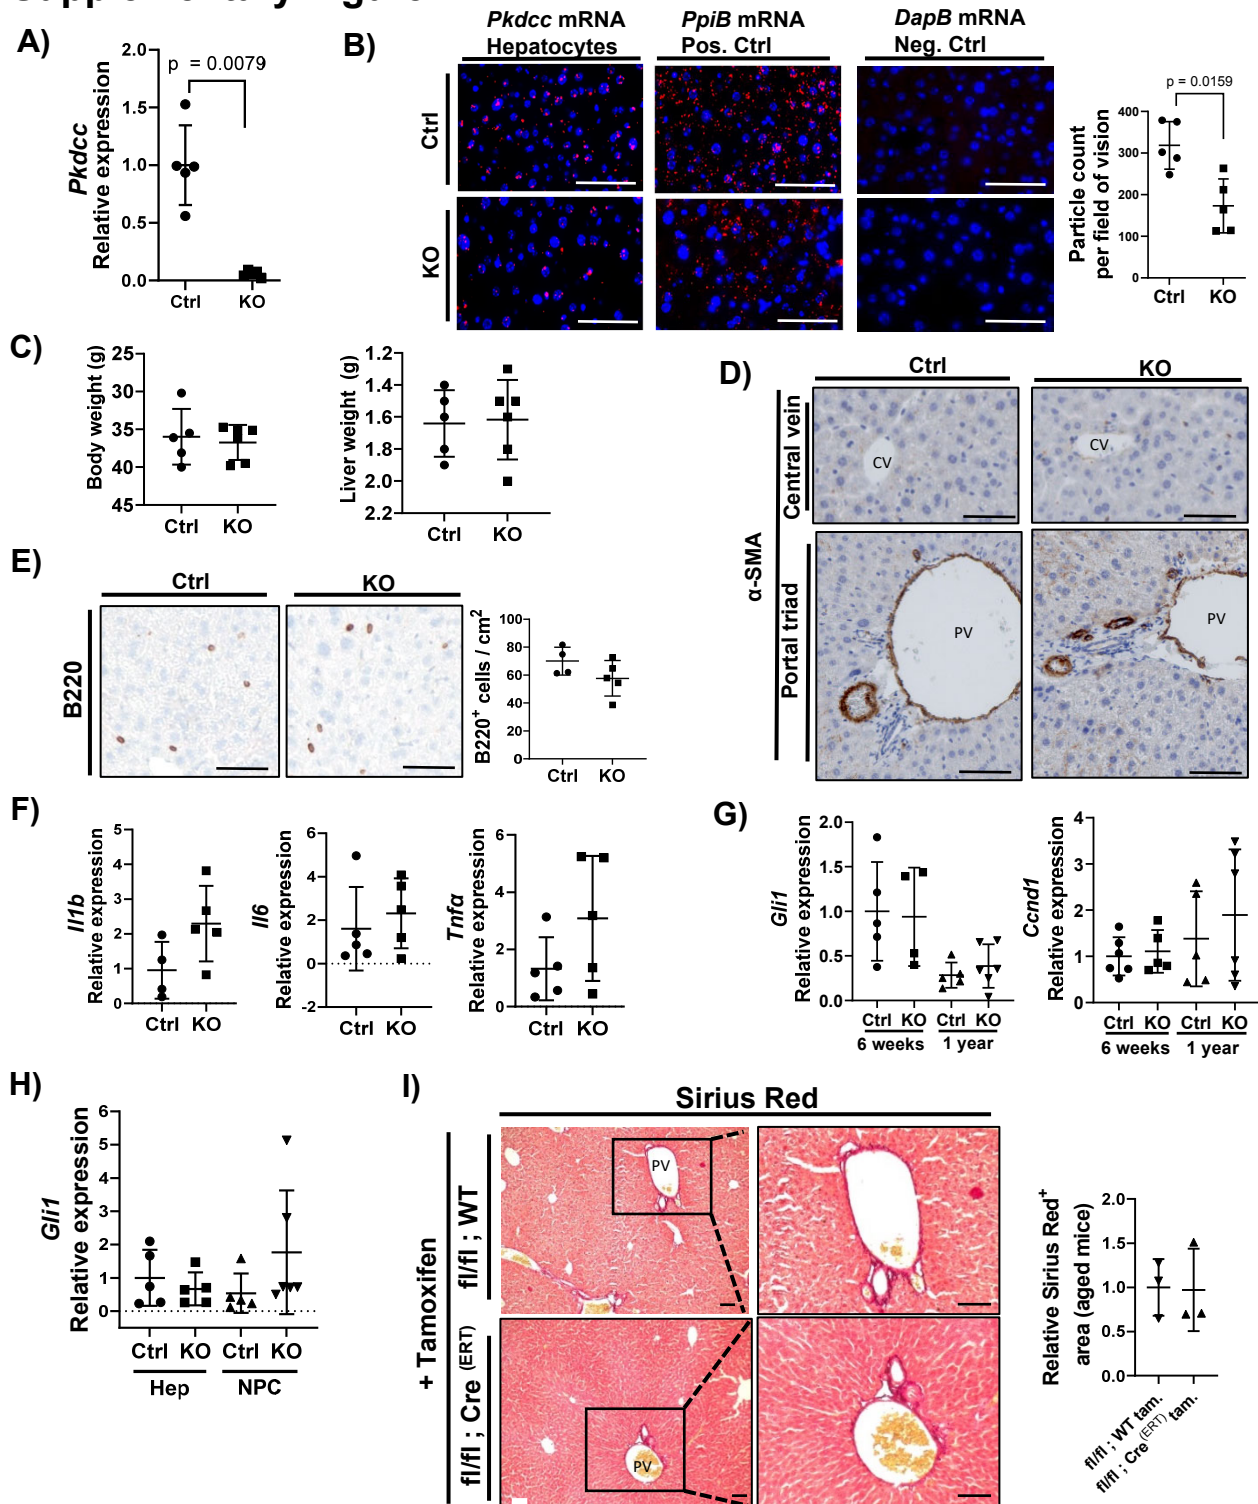 A)
p = 0.0079
Pkdcc
Relative expression
2.0
1.5
1.0
0.5
0.0
Ctrl KO
B)
Pkdcc mRNA
Hepatocytes
PpiB mRNA
Pos. Ctrl
DapB mRNA
Neg. Ctrl
Ctrl
KO
p = 0.0159
Particle count
per field of vision
400
300
200
100
0
Ctrl KO
C)
Body weight (g)
25
30
35
40
45
Ctrl KO
Liver weight (g)
1.2
1.4
1.6
1.8
2.0
2.2
Ctrl KO
D)
Ctrl KO
α-SMA
Central vein
Portal triad
CV
CV
PV
PV
E)
Ctrl KO
B220
B220+ cells / cm2
100
80
60
40
20
0
Ctrl KO
F)
Il1b
Relative expression
5
4
3
2
1
0
Ctrl KO
Il6
Relative expression
6
4
2
0
-2
Ctrl KO
Tnfα
Relative expression
6
4
2
0
Ctrl KO
G)
Gli1
Relative expression
2.0
1.5
1.0
0.5
0.0
Ctrl KO Ctrl KO
6 weeks 1 year
Ccnd1
Relative expression
4
3
2
1
0
Ctrl KO Ctrl KO
6 weeks 1 year
H)
Gli1
Relative expression
6
5
4
3
2
1
0
Ctrl KO Ctrl KO
Hep NPC
I)
Sirius Red
+ Tamoxifen
fl/fl ; WT
fl/fl ; Cre (ERT)
PV
PV
Relative Sirius Red+
area (aged mice)
2.0
1.5
1.0
0.5
0.0
fl/fl ; WT tam.
fl/fl ; Cre (ERT) tam.